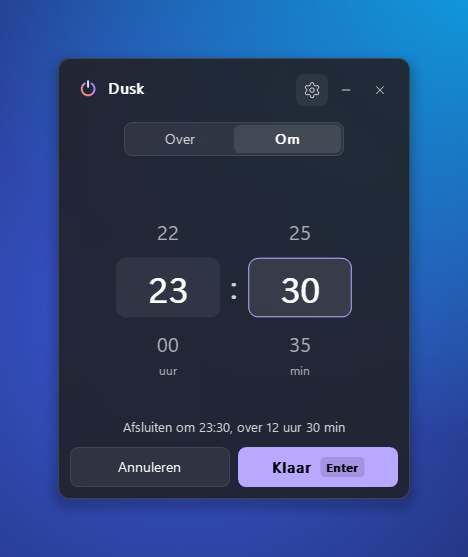 Dusk
Over Om
22 25
23 : 30
00 35
uur min
Afsluiten om 23:30, over 12 uur 30 min
Annuleren Klaar Enter